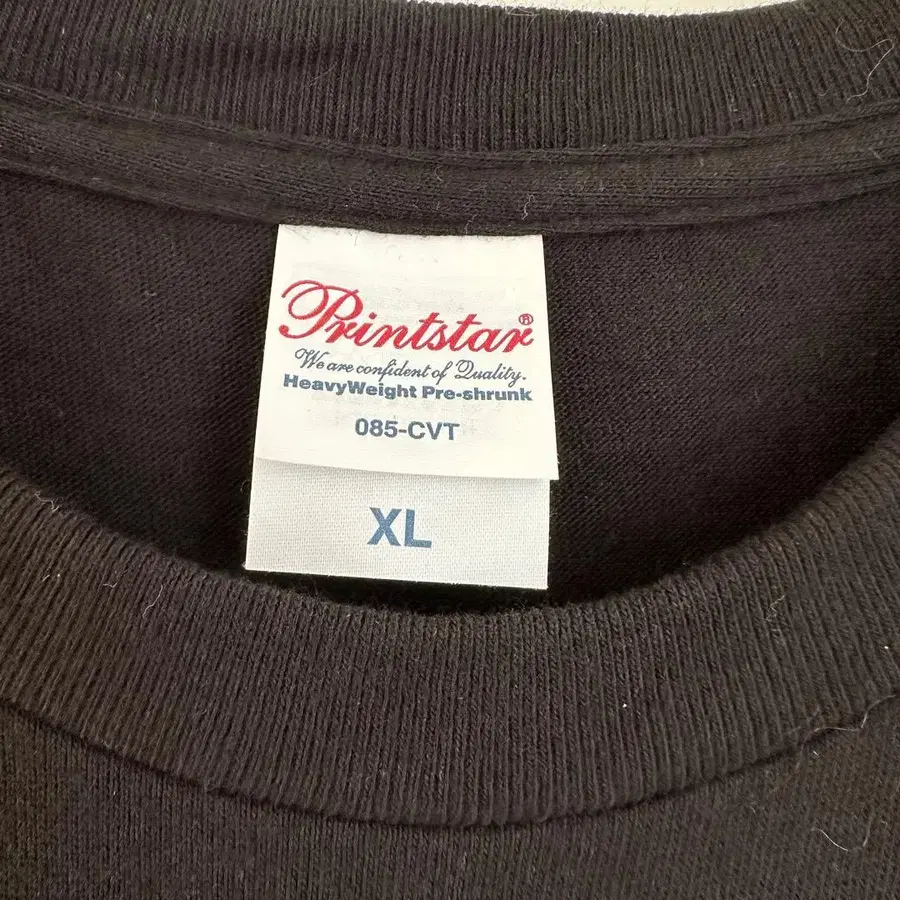 Printstar®
We are confident of Quality.
HeavyWeight Pre-shrunk
085-CVT
XL